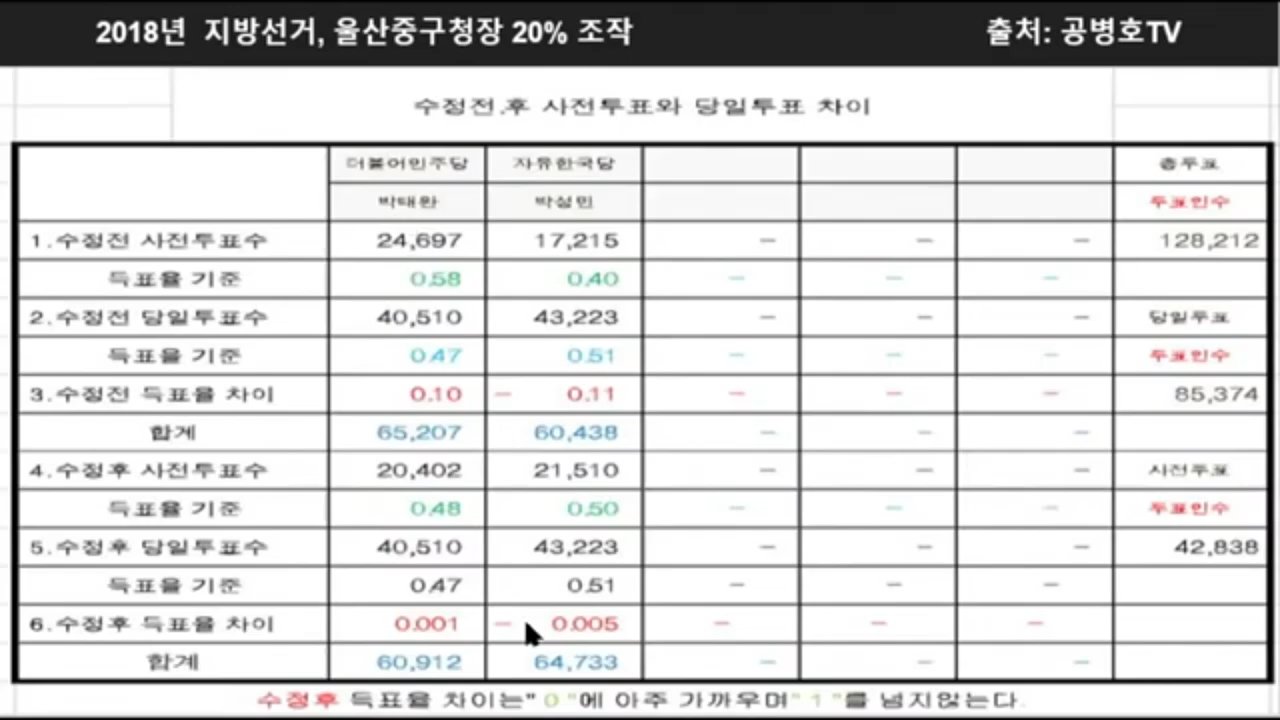 2018년 지방선거, 울산중구청장 20% 조작 출처: 공병호TV
수정전.후 사전투표와 당일투표 차이
더불어민주당 자유한국당 총투표
박태완 박성민 투표인수
1.수정전 사전투표수 24,697 17,215 - - - 128,212
득표율 기준 0.58 0.40 - - -
2.수정전 당일투표수 40,510 43,223 - - - 당일투표
득표율 기준 0.47 0.51 - - - 투표인수
3.수정전 득표율 차이 0.10 - 0.11 - - - 85,374
합계 65,207 60,438 - - -
4.수정후 사전투표수 20,402 21,510 - - - 사전투표
득표율 기준 0.48 0.50 - - - 투표인수
5.수정후 당일투표수 40,510 43,223 - - - 42,838
득표율 기준 0.47 0.51 - - -
6.수정후 득표율 차이 0.001 - 0.005 - - -
합계 60,912 64,733 - - -
수정후 득표율 차이는" 0 "에 아주 가까우며" 1 "를 넘지않는다.